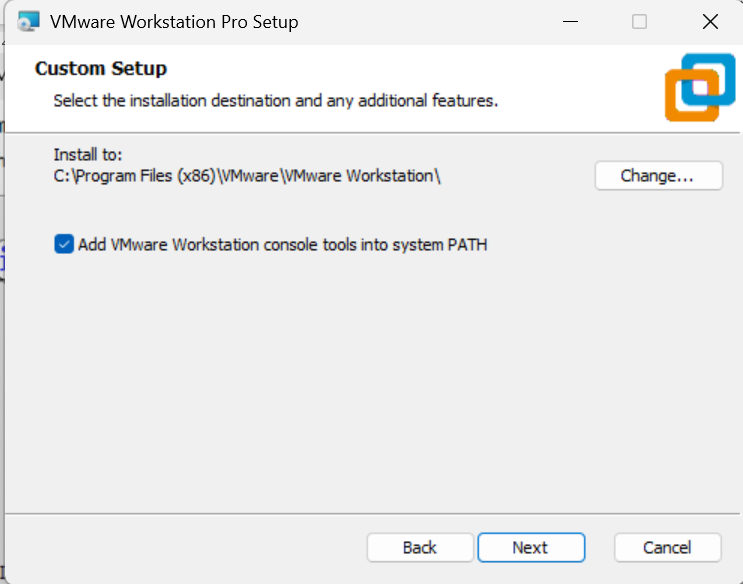 VMware Workstation Pro Setup
Custom Setup
Select the installation destination and any additional features.
Install to:
C:\Program Files (x86)\VMware\VMware Workstation\
Change...
Add VMware Workstation console tools into system PATH
Back
Next
Cancel